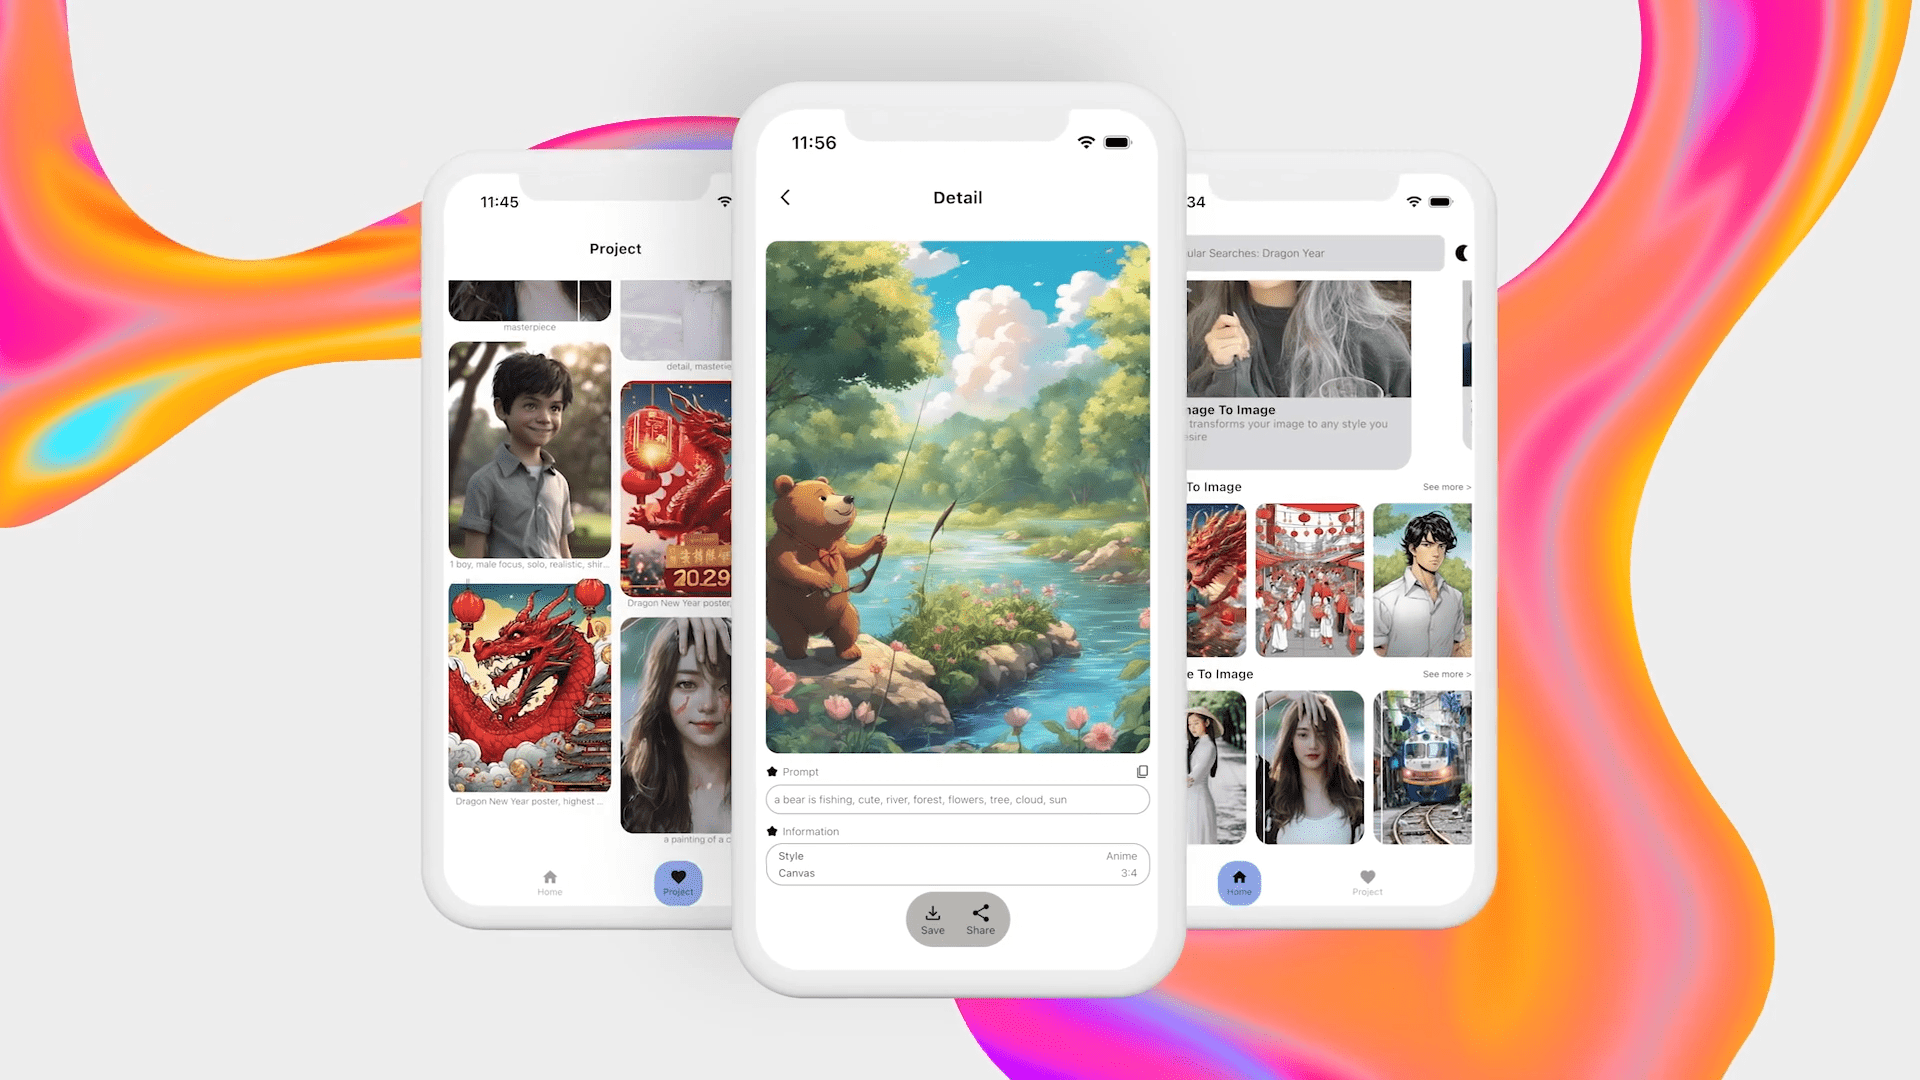 11:45
Project
masterpiece
detail, masterie
1 boy, male focus, solo, realistic, shir...
2029
Dragon New Year poster,
Dragon New Year poster, highest ...
a painting of a c
Home
Project
11:56
Detail
Prompt
a bear is fishing, cute, river, forest, flowers, tree, cloud, sun
Information
Style
Anime
Canvas
3:4
Save
Share
34
ular Searches: Dragon Year
nage To Image
transforms your image to any style you
esire
To Image
See more >
e To Image
See more >
Home
Project